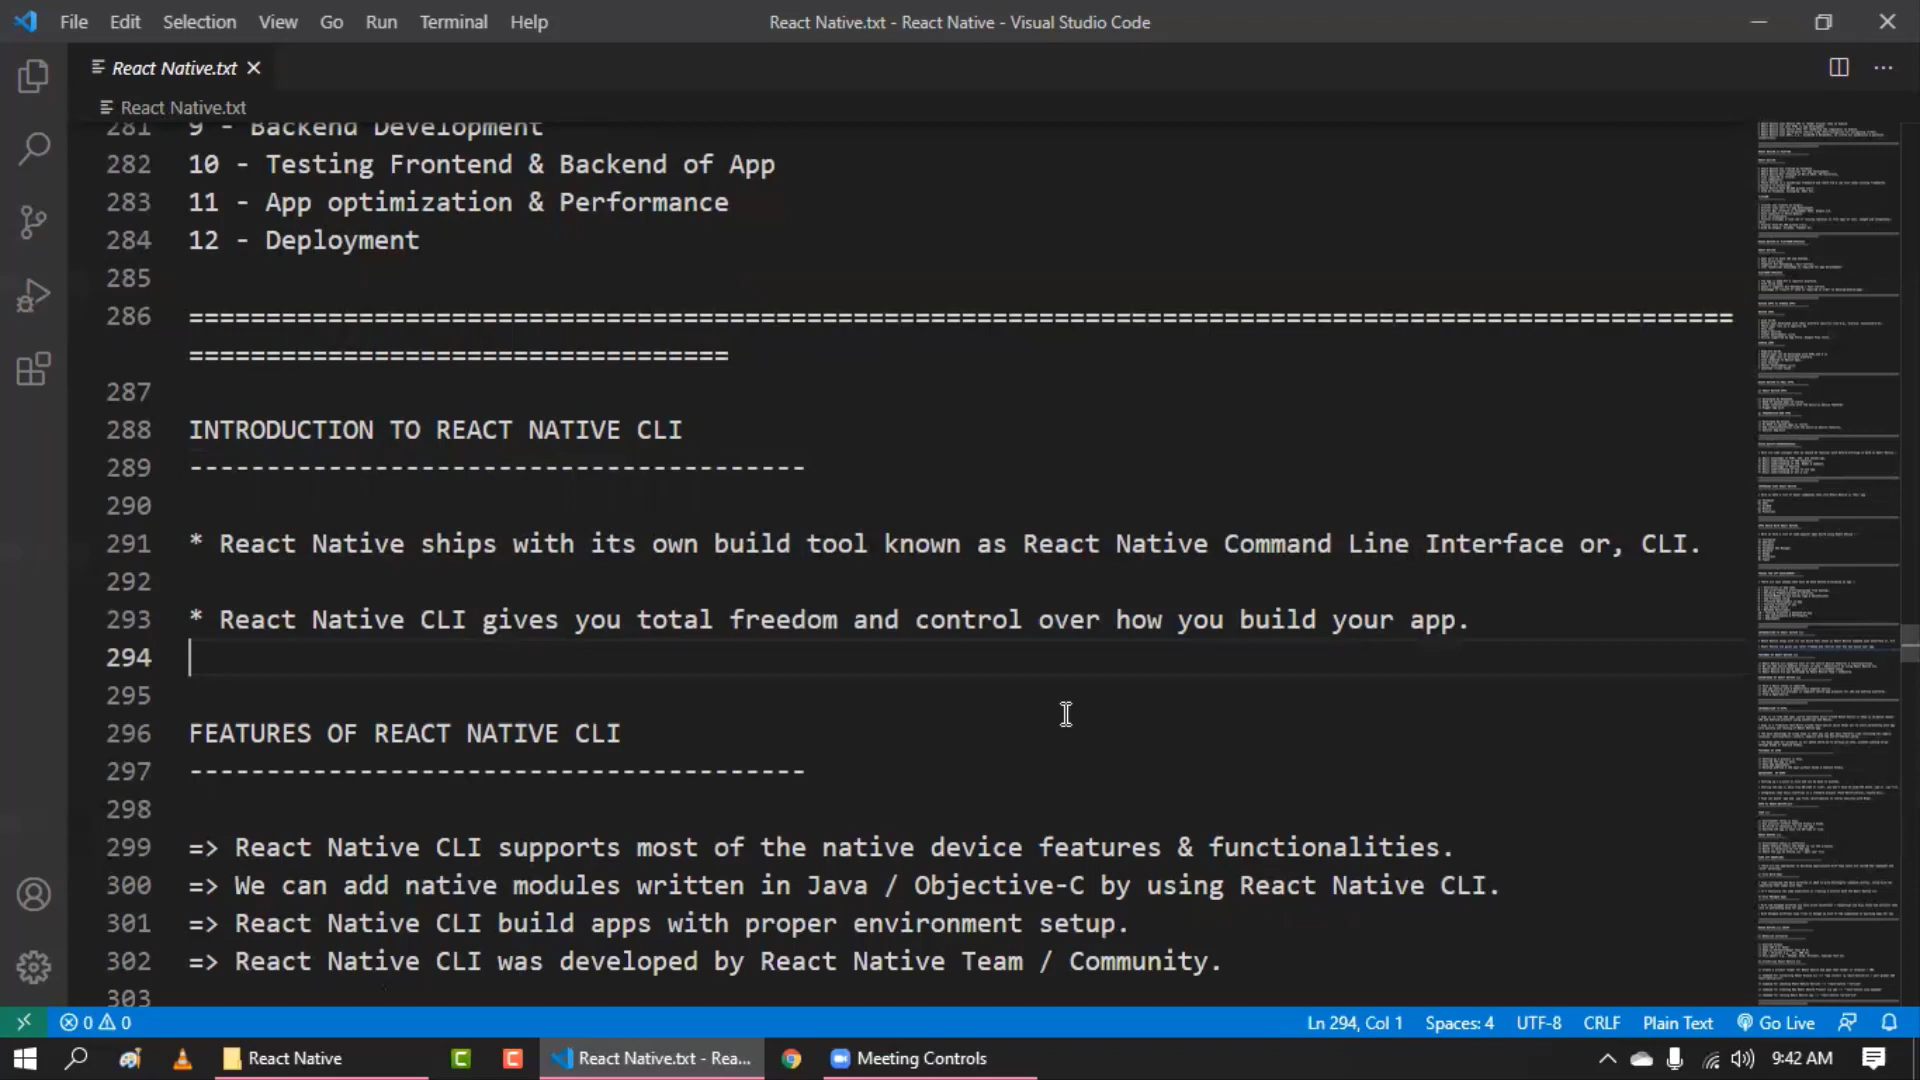 File Edit Selection View Go Run Terminal Help React Native.txt - React Native - Visual Studio Code
React Native.txt
React Native.txt
281 9 - Backend Development
282 10 - Testing Frontend & Backend of App
283 11 - App optimization & Performance
284 12 - Deployment
285
286 ====================================================================================================
===================================
287
288 INTRODUCTION TO REACT NATIVE CLI
289 ----------------------------------------
290
291 * React Native ships with its own build tool known as React Native Command Line Interface or, CLI.
292
293 * React Native CLI gives you total freedom and control over how you build your app.
294
295
296 FEATURES OF REACT NATIVE CLI
297 ----------------------------------------
298
299 => React Native CLI supports most of the native device features & functionalities.
300 => We can add native modules written in Java / Objective-C by using React Native CLI.
301 => React Native CLI build apps with proper environment setup.
302 => React Native CLI was developed by React Native Team / Community.
303
0 0 Ln 294, Col 1 Spaces: 4 UTF-8 CRLF Plain Text Go Live
React Native C C React Native.txt - Rea... Meeting Controls 9:42 AM